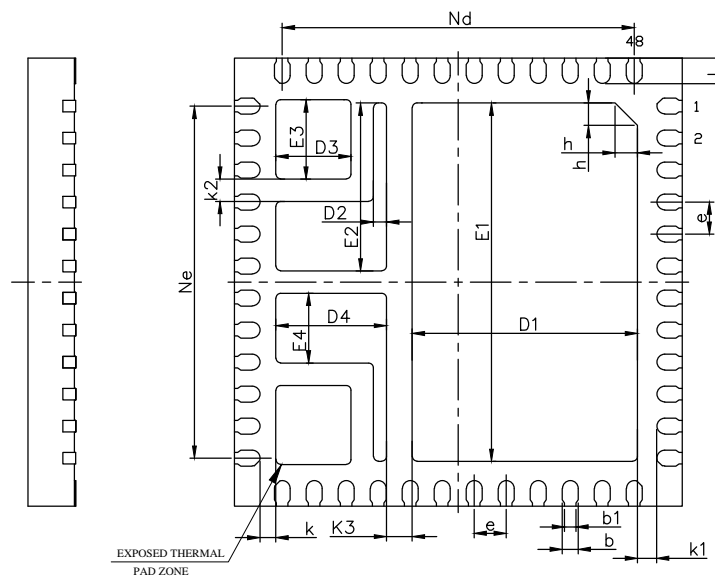 Nd
48
1
2
E3
D3
h
h
k2
D2
E2
E1
e
Ne
D4
E4
D1
k
K3
e
b1
b
k1
EXPOSED THERMAL
PAD ZONE